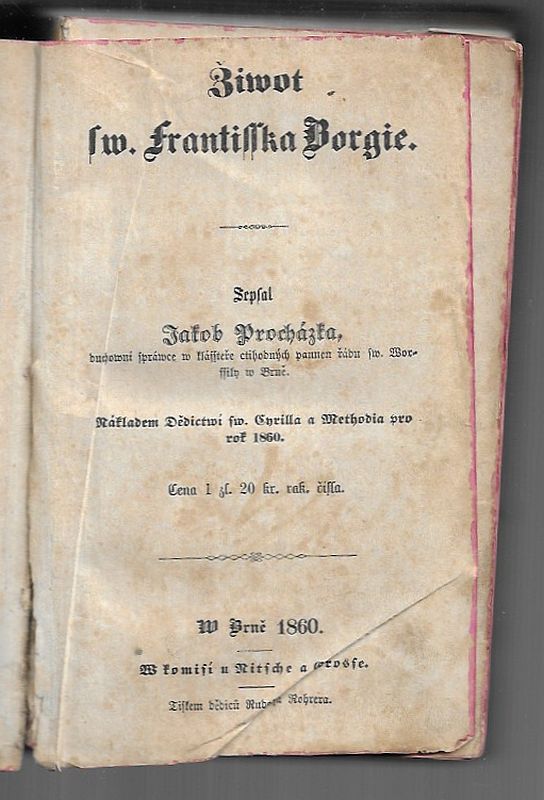 Žiwot
sw. Frantisska Borgie.
Sepsal
Jakob Procházka,
duchowní spráwce w klássteře ctihodných pannen řádu sw. Wor-
ssily w Brně.
Nákladem Dědictwí sw. Cyrilla a Methodia pro
rok 1860.
Cena 1 zl. 20 kr. rak. čísla.
W Brně 1860.
W komisí u Nitsche a
Tiskem dědiců Rohrera.